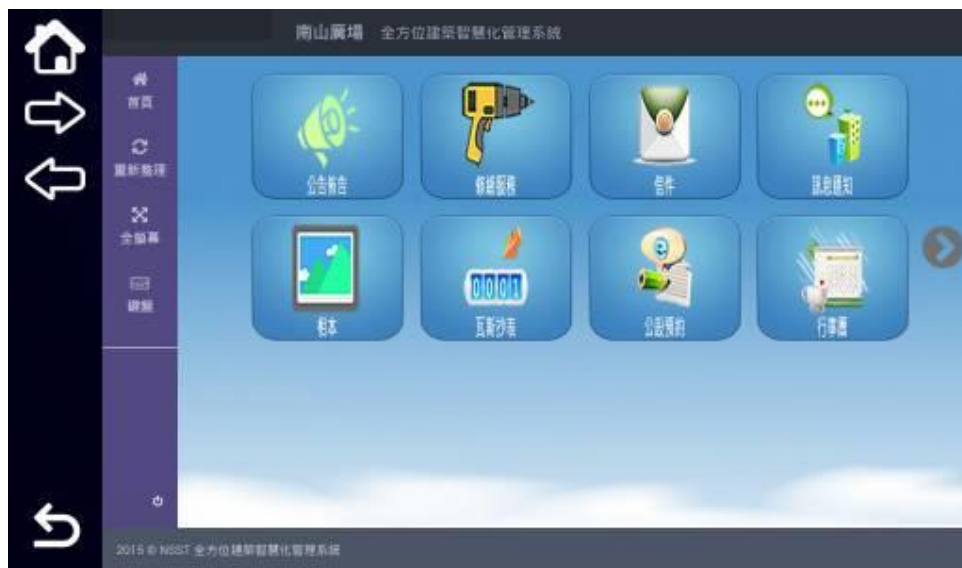 南山廣場 全方位建築智慧化管理系統
首頁
重新整理
全螢幕
鍵盤
公告報告
修繕服務
信件
訊息通知
相本
0001
瓦斯抄表
公設預約
行事曆
2015 © NSST 全方位建築智慧化管理系統